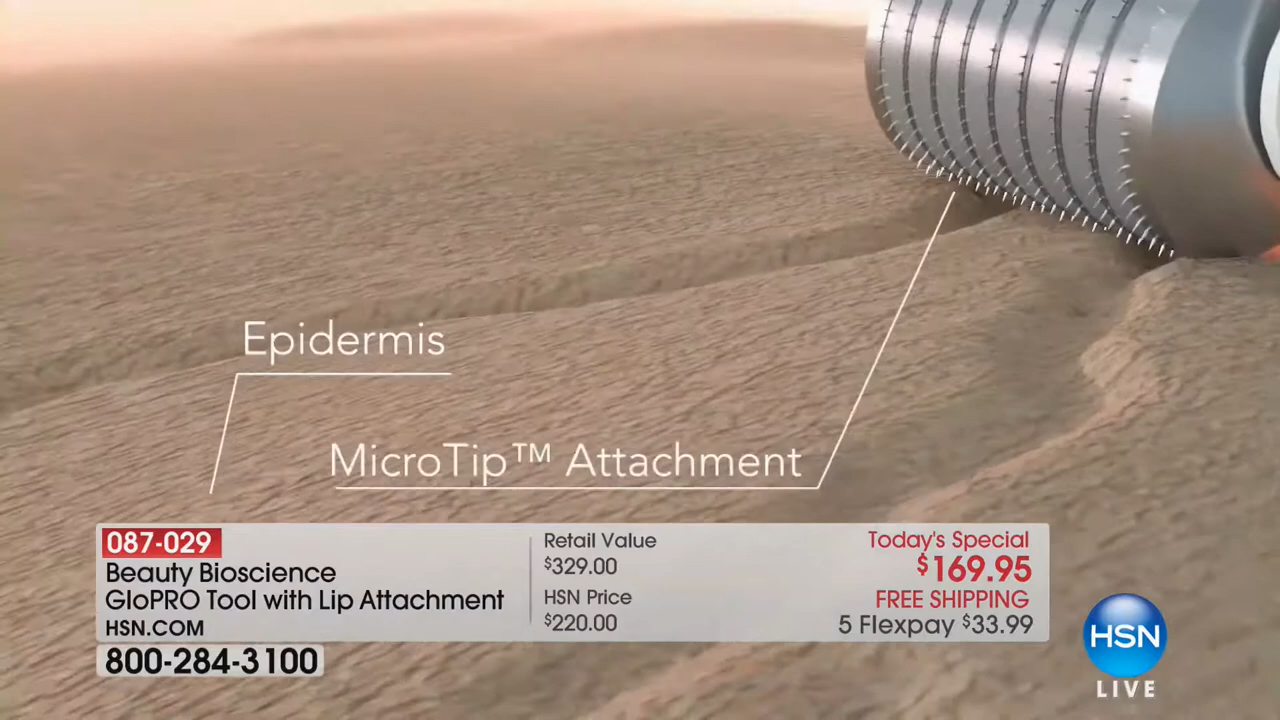 Epidermis
MicroTip™ Attachment
087-029
Beauty Bioscience
GloPRO Tool with Lip Attachment
HSN.COM
800-284-3100
Retail Value
$329.00
HSN Price
$220.00
Today's Special
$169.95
FREE SHIPPING
5 Flexpay $33.99
HSN
LIVE